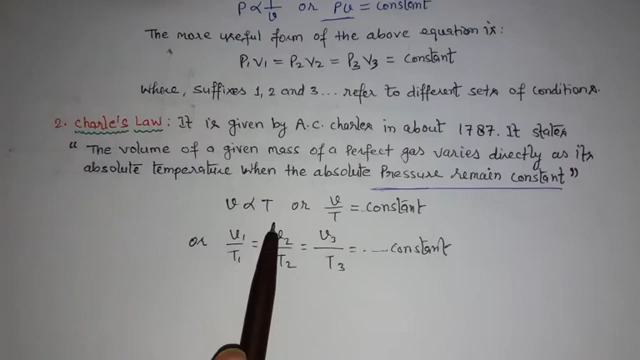 P ∝ 1/v or Pv = constant
The more useful form of the above equation is:
P₁V₁ = P₂V₂ = P₃V₃ = constant
Where, suffixes 1, 2 and 3... refer to different sets of conditions.
2. Charle's Law: It is given by A.C. Charles in about 1787. It states
" The volume of a given mass of a perfect gas varies directly as its
absolute temperature when the absolute Pressure remain constant"
v ∝ T or v/T = constant
or v₁/T₁ = v₂/T₂ = v₃/T₃ = .... constant